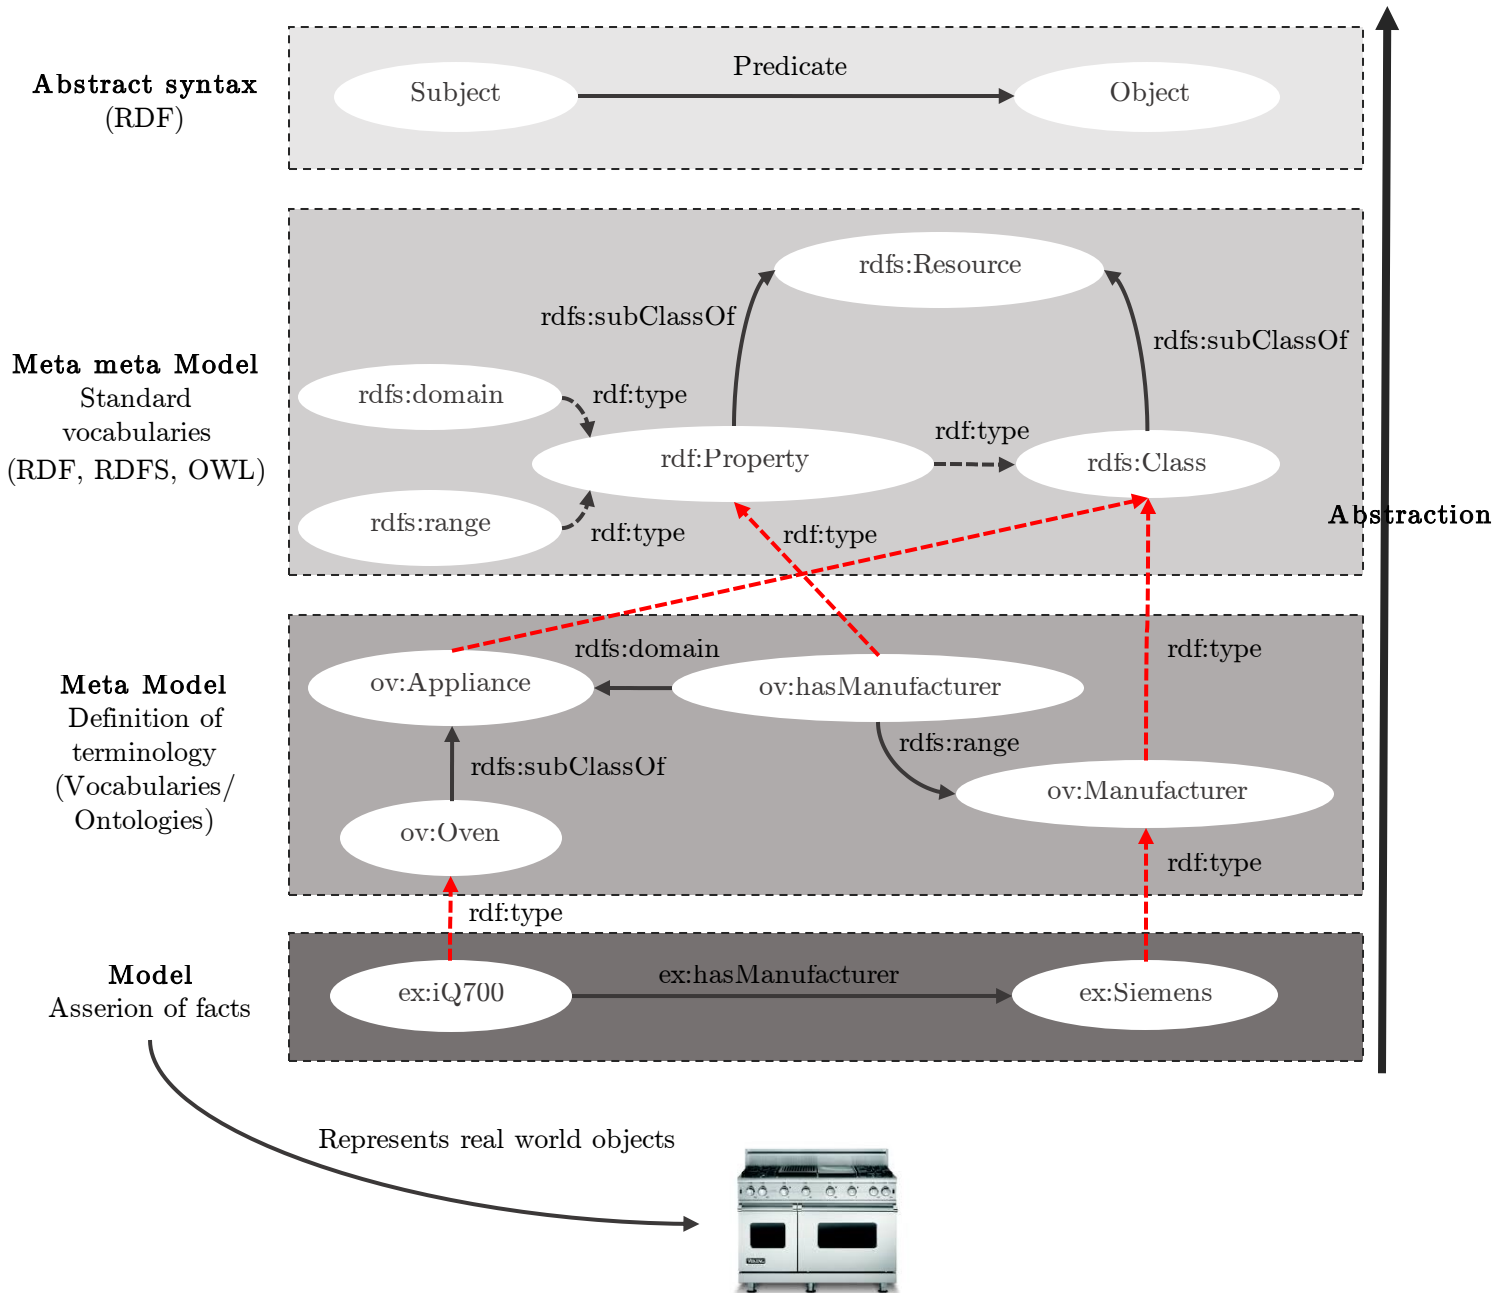 Abstract syntax
(RDF)
Subject
Predicate
Object
Meta meta Model
Standard
vocabularies
(RDF, RDFS, OWL)
rdfs:Resource
rdfs:subClassOf
rdfs:subClassOf
rdfs:domain
rdf:type
rdf:Property
rdf:type
rdfs:Class
rdfs:range
rdf:type
rdf:type
Abstraction
Meta Model
Definition of
terminology
(Vocabularies/
Ontologies)
rdfs:domain
rdf:type
ov:Appliance
ov:hasManufacturer
rdfs:range
rdfs:subClassOf
ov:Manufacturer
ov:Oven
rdf:type
rdf:type
Model
Asserion of facts
ex:iQ700
ex:hasManufacturer
ex:Siemens
Represents real world objects
VIKING